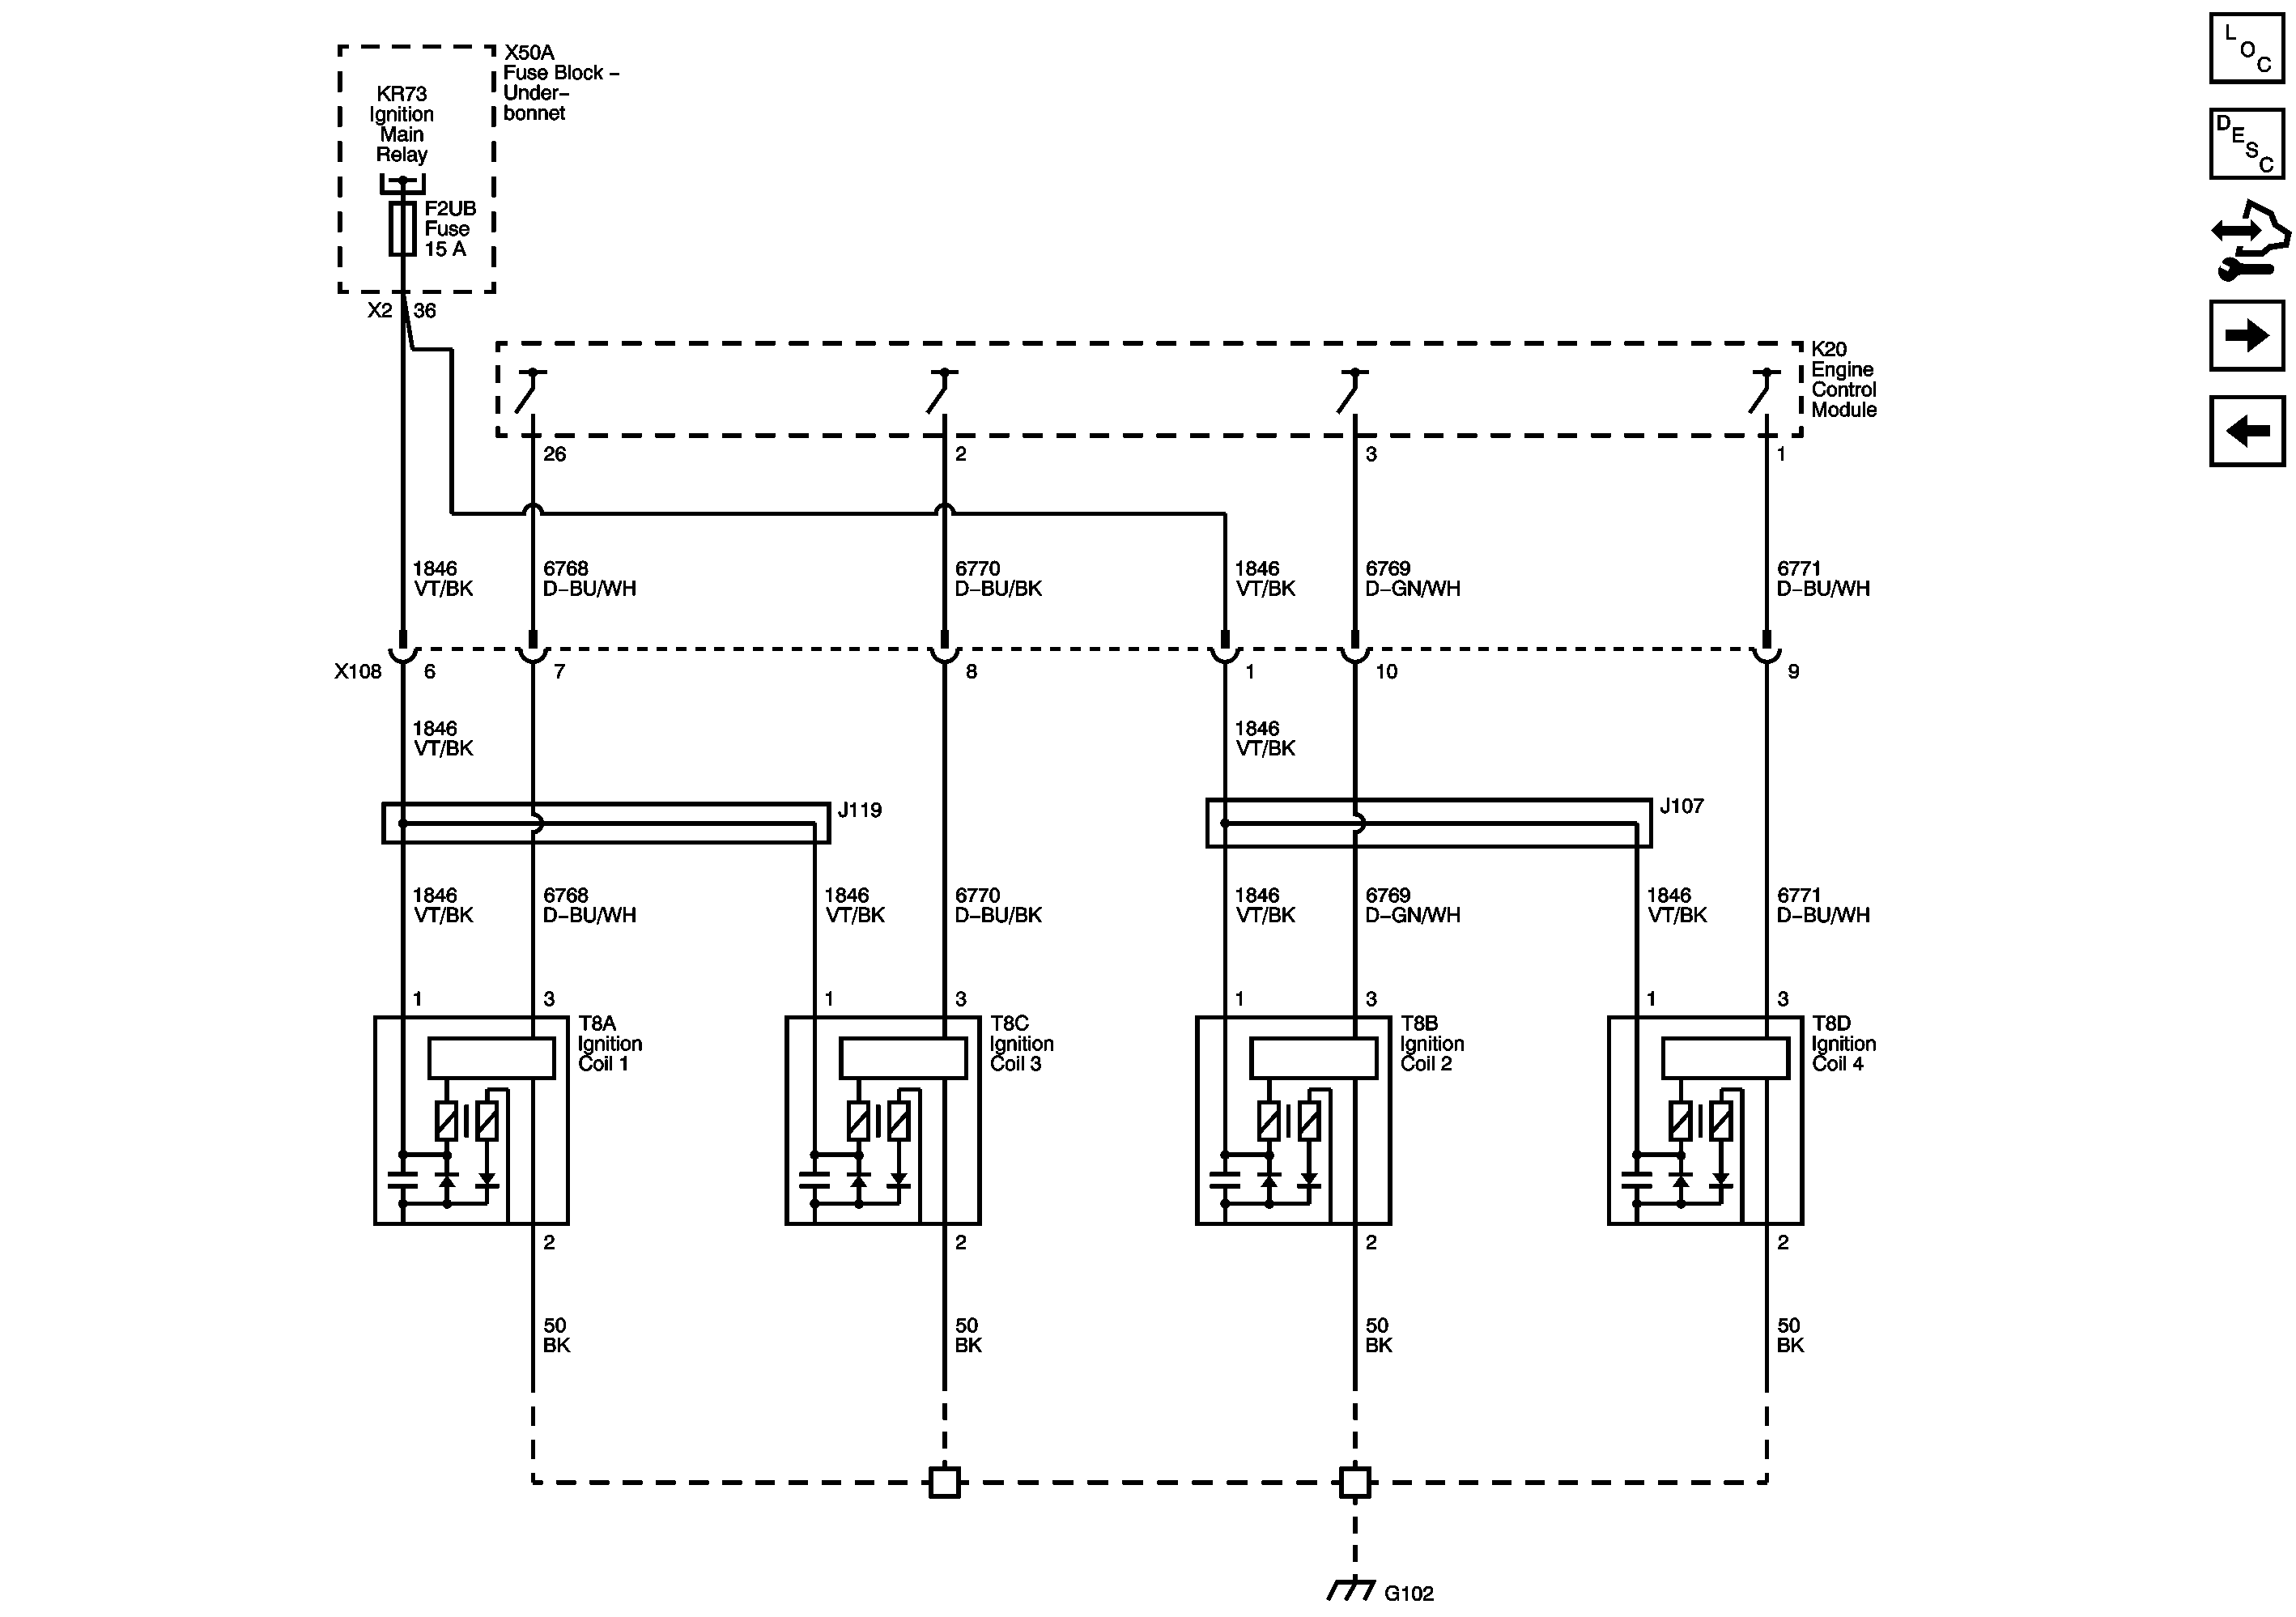 X50A
Fuse Block –
Under–
bonnet
KR73
Ignition
Main
Relay
F2UB
Fuse
15 A
X2 36
K20
Engine
Control
Module
26 2 3 1
1846 6768 6770 1846 6769 6771
VT/BK D–BU/WH D–BU/BK VT/BK D–GN/WH D–BU/WH
X108 6 7 8 1 10 9
1846 1846
VT/BK VT/BK
J119 J107
1846 6768 1846 6770 1846 6769 1846 6771
VT/BK D–BU/WH VT/BK D–BU/BK VT/BK D–GN/WH VT/BK D–BU/WH
1 3 1 3 1 3 1 3
T8A T8C T8B T8D
Ignition Ignition Ignition Ignition
Coil 1 Coil 3 Coil 2 Coil 4
2 2 2 2
50 50 50 50
BK BK BK BK
G102
LOC
DESC